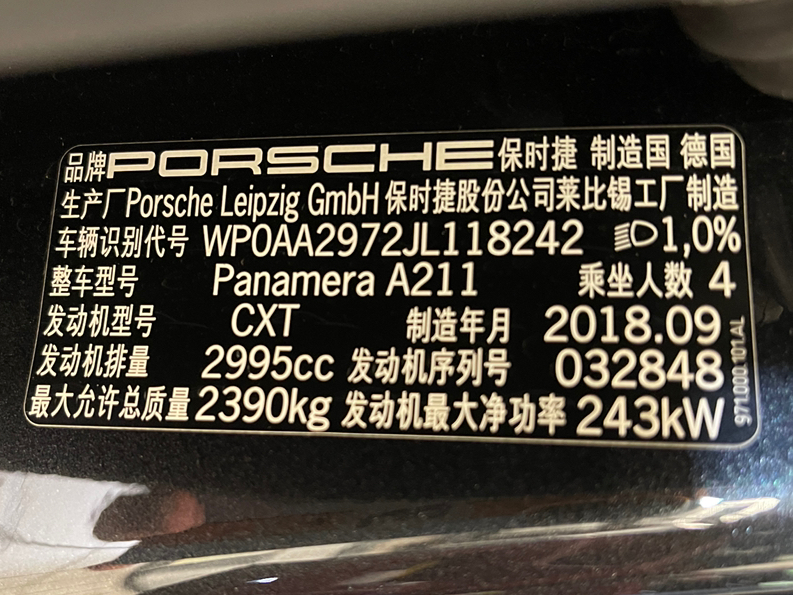 品牌PORSCHE保时捷 制造国 德国
生产厂Porsche Leipzig GmbH 保时捷股份公司莱比锡工厂制造
车辆识别代号 WP0AA2972JL118242 1,0%
整车型号 Panamera A211 乘坐人数 4
发动机型号 CXT 制造年月 2018.09
发动机排量 2995cc 发动机序列号 032848
最大允许总质量 2390kg 发动机最大净功率 243kW
971.000.101.AL